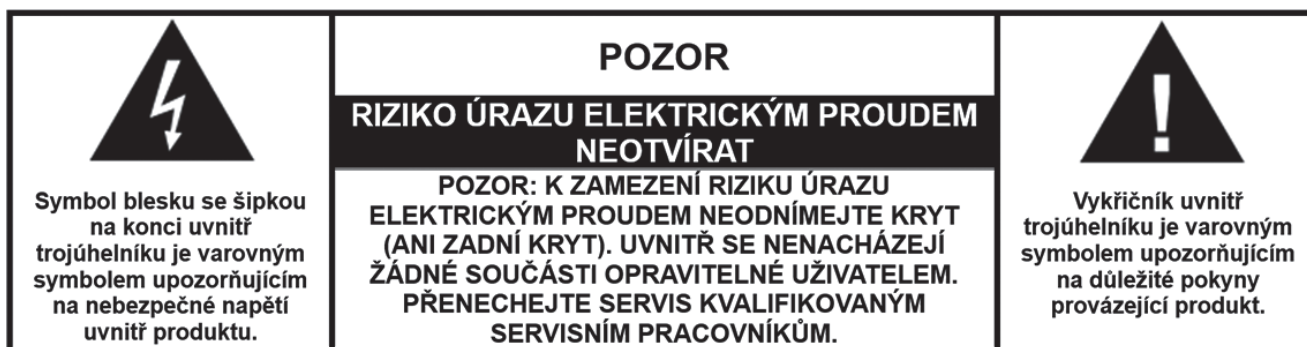 Symbol blesku se šipkou
na konci uvnitř
trojúhelníku je varovným
symbolem upozorňujícím
na nebezpečné napětí
uvnitř produktu.
POZOR
RIZIKO ÚRAZU ELEKTRICKÝM PROUDEM
NEOTVÍRAT
POZOR: K ZAMEZENÍ RIZIKU ÚRAZU
ELEKTRICKÝM PROUDEM NEODNÍMEJTE KRYT
(ANI ZADNÍ KRYT). UVNITŘ SE NENACHÁZEJÍ
ŽÁDNÉ SOUČÁSTI OPRAVITELNÉ UŽIVATELEM.
PŘENECHEJTE SERVIS KVALIFIKOVANÝM
SERVISNÍM PRACOVNÍKŮM.
!
Vykřičník uvnitř
trojúhelníku je varovným
symbolem upozorňujícím
na důležité pokyny
provázející produkt.